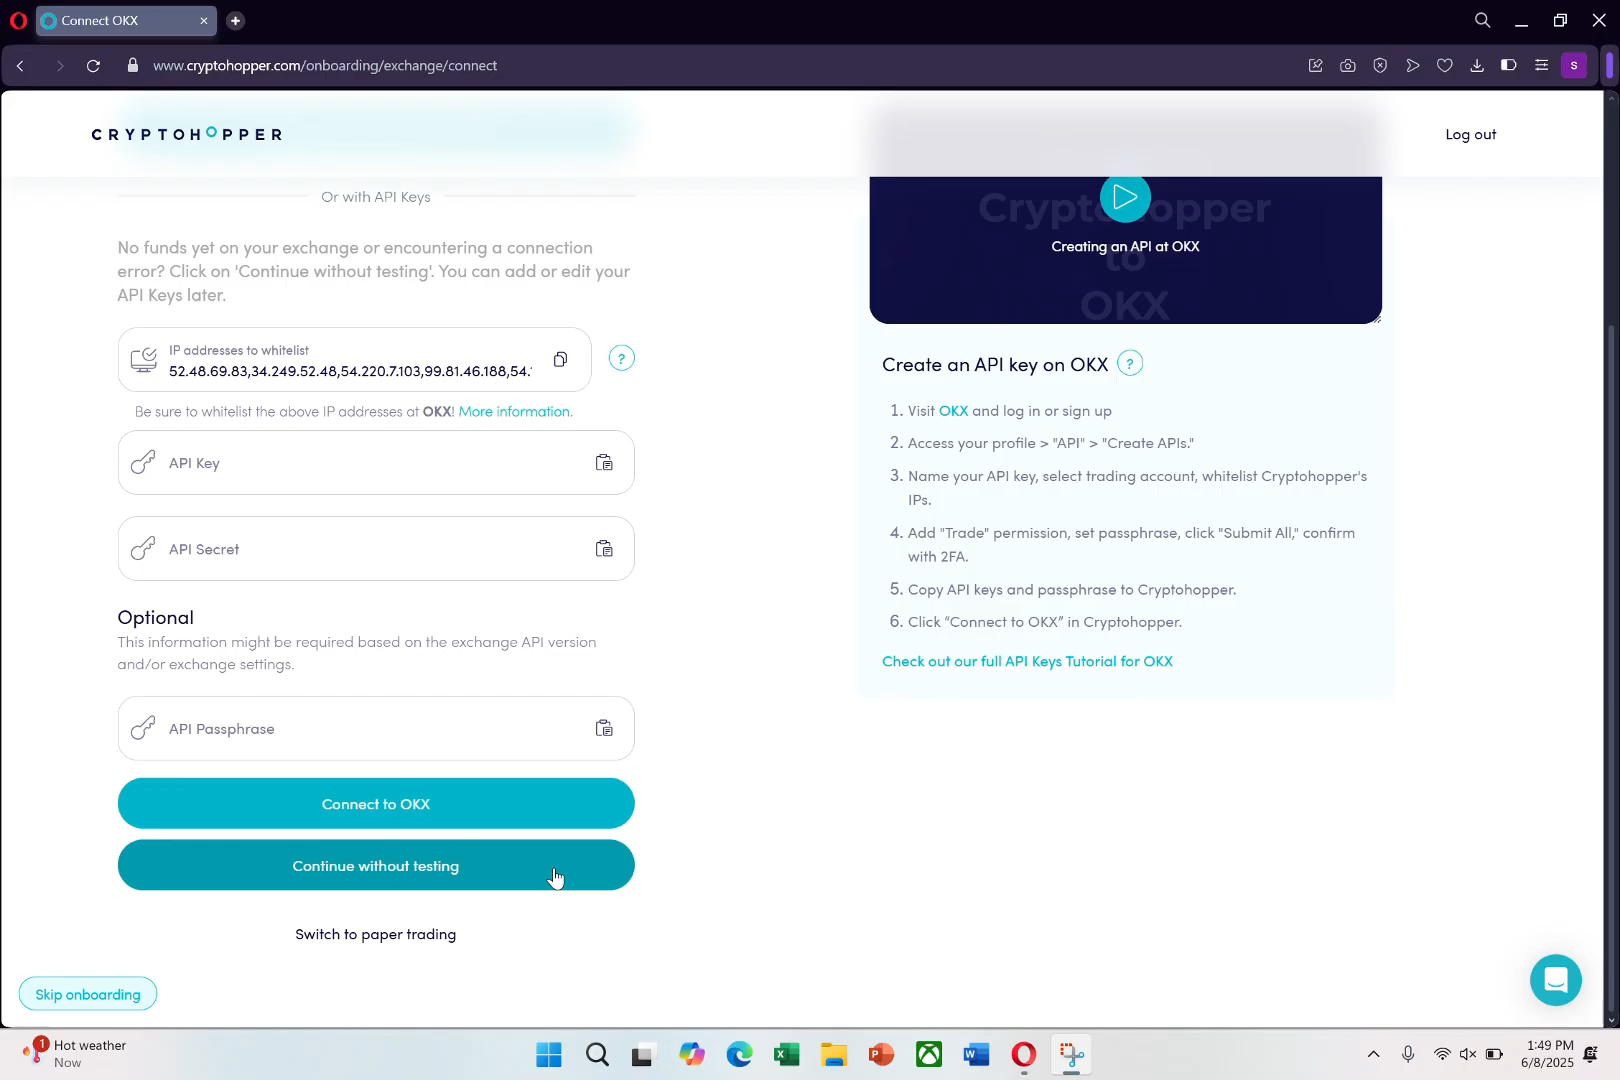 Connect OKX
www.cryptohopper.com/onboarding/exchange/connect
S
CRYPTOHOPPER
Log out
Or with API Keys
No funds yet on your exchange or encountering a connection
error? Click on 'Continue without testing'. You can add or edit your
API Keys later.
IP addresses to whitelist
52.48.69.83,34.249.52.48,54.220.7.103,99.81.46.188,54.
?
Be sure to whitelist the above IP addresses at OKX! More information.
API Key
API Secret
Optional
This information might be required based on the exchange API version
and/or exchange settings.
API Passphrase
Connect to OKX
Continue without testing
Switch to paper trading
Skip onboarding
Cryptohopper
to
OKX
Creating an API at OKX
Create an API key on OKX ?
1. Visit OKX and log in or sign up
2. Access your profile > "API" > "Create APIs."
3. Name your API key, select trading account, whitelist Cryptohopper's
IPs.
4. Add "Trade" permission, set passphrase, click "Submit All," confirm
with 2FA.
5. Copy API keys and passphrase to Cryptohopper.
6. Click “Connect to OKX” in Cryptohopper.
Check out our full API Keys Tutorial for OKX
1
Hot weather
Now
1:49 PM
6/8/2025